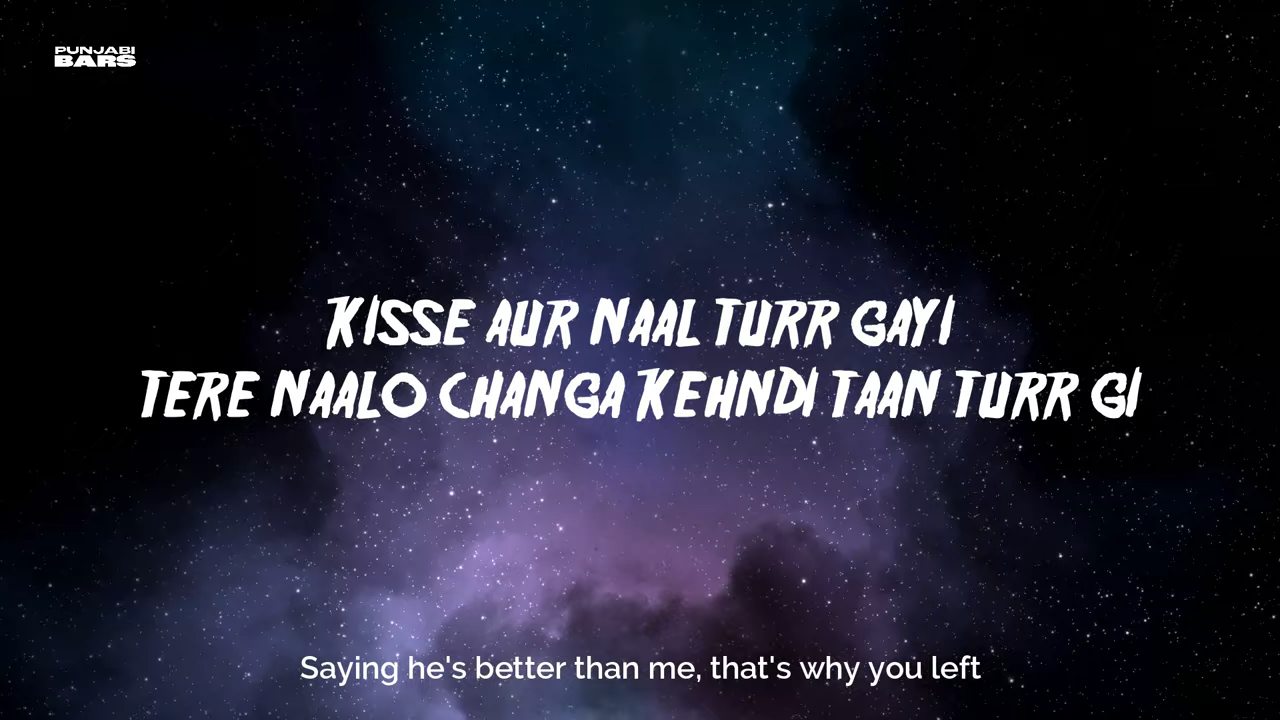 PUNJABI
BARS
KISSE AUR NAAL TURR GAYI
TERE NAALO CHANGA KEHNDI TAAN TURR GI
Saying he's better than me, that's why you left